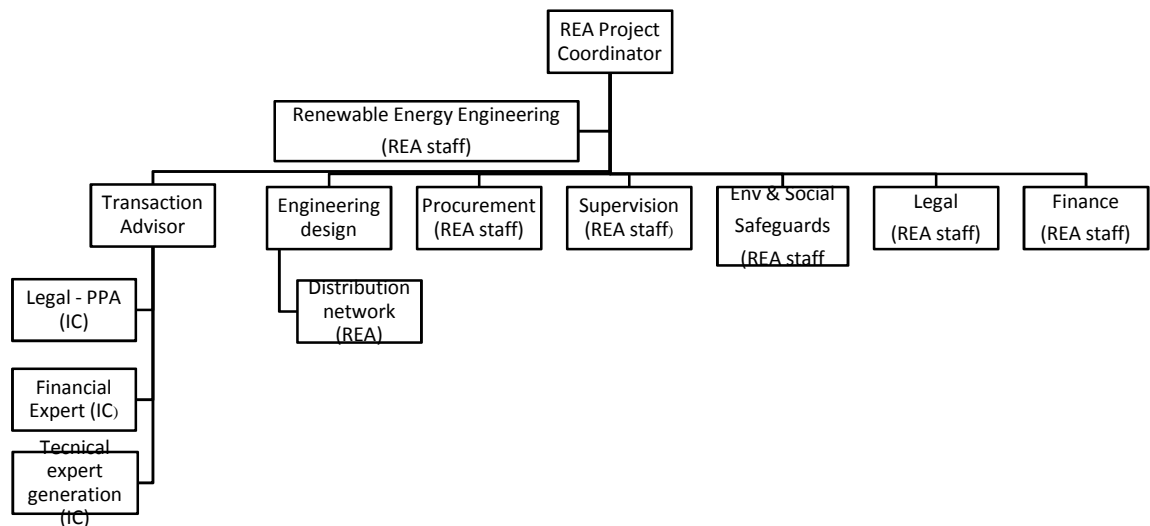 REA Project
Coordinator
Renewable Energy Engineering
(REA staff)
Transaction
Advisor
Engineering
design
Procurement
(REA staff)
Supervision
(REA staff)
Env & Social
Safeguards
(REA staff
Legal
(REA staff)
Finance
(REA staff)
Legal - PPA
(IC)
Distribution
network
(REA)
Financial
Expert (IC)
Tecnical
expert
generation
(IC)